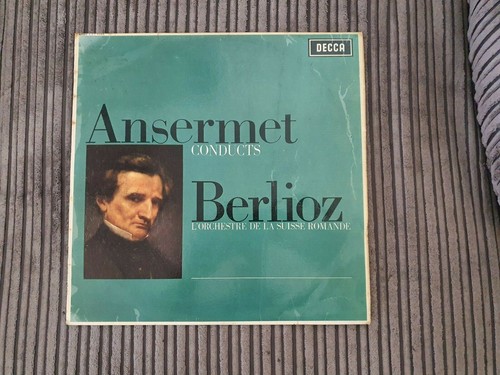 DECCA
Ansermet
CONDUCTS
Berlioz
L'ORCHESTRE DE LA SUISSE ROMANDE